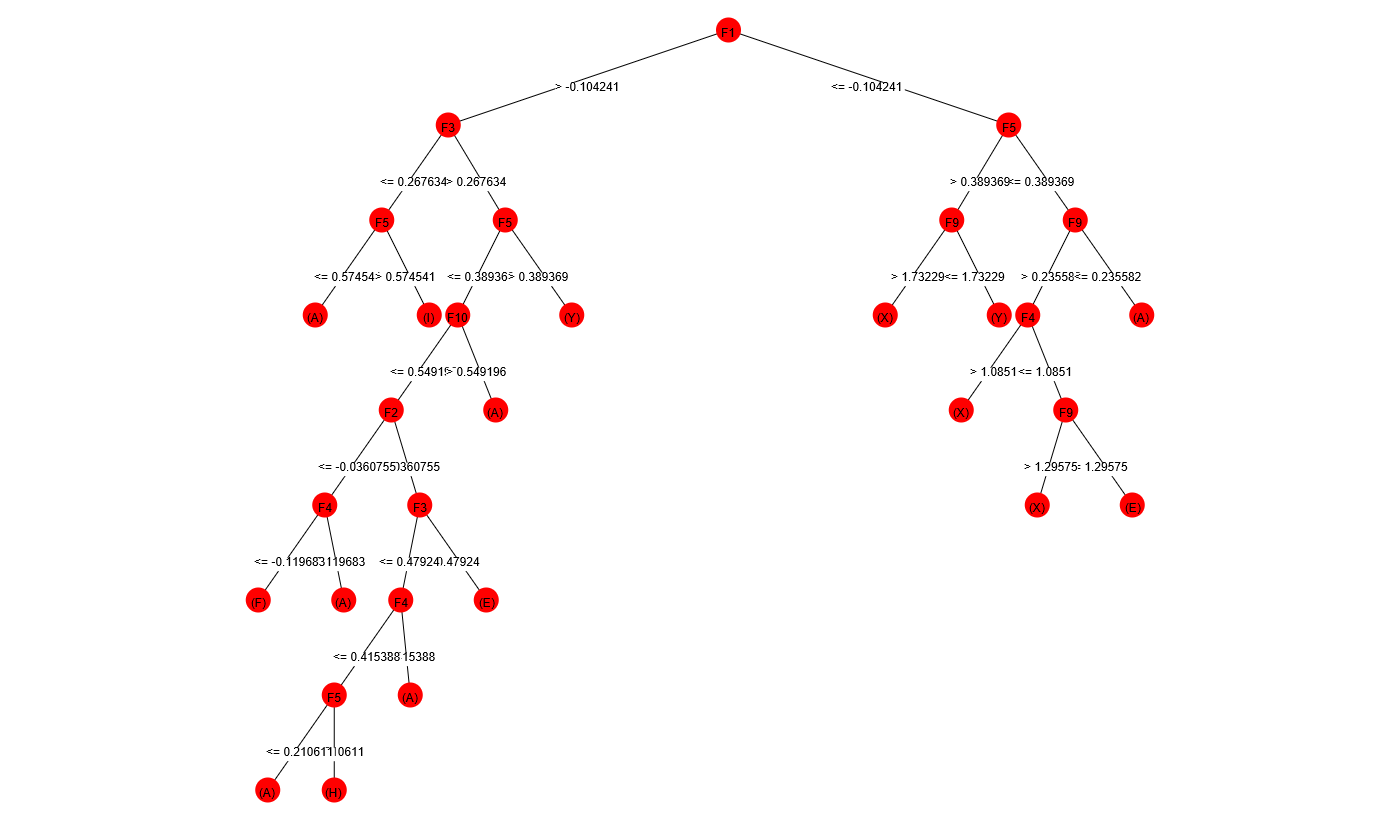 F1
> -0.104241
<= -0.104241
F3
F5
<= 0.267634
> 0.267634
> 0.389369
<= 0.389369
F5
F5
F9
F9
<= 0.57454
> 0.574541
<= 0.38936
> 0.389369
> 1.73229
<= 1.73229
> 0.23558
<= 0.235582
(A)
(I)
F10
(Y)
(X)
(Y)
F4
(A)
<= 0.5491
> 0.549196
> 1.0851
<= 1.0851
F2
(A)
(X)
F9
<= -0.0360755
0360755
> 1.29575
= 1.29575
F4
F3
(X)
(E)
<= -0.119683
119683
<= 0.47924
0.47924
(F)
(A)
F4
(E)
<= 0.415388
15388
F5
(A)
<= 0.210611
0611
(A)
(H)